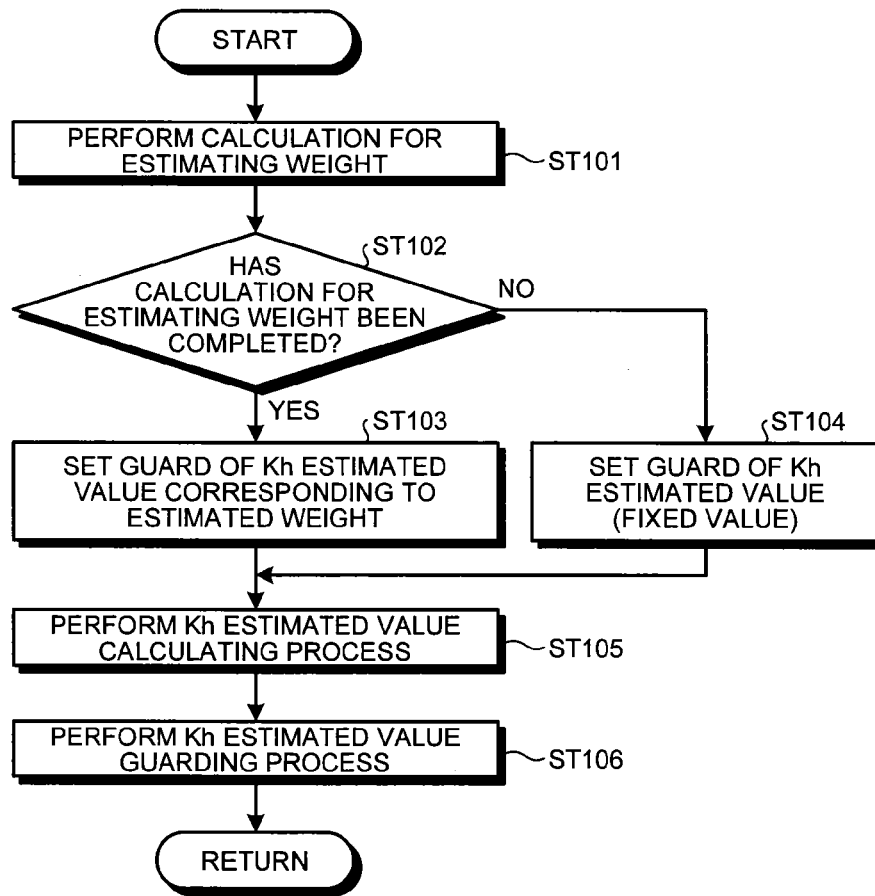 START
PERFORM CALCULATION FOR
ESTIMATING WEIGHT
ST101
ST102
HAS
CALCULATION FOR
ESTIMATING WEIGHT BEEN
COMPLETED?
NO
YES
ST103
ST104
SET GUARD OF Kh ESTIMATED
VALUE CORRESPONDING TO
ESTIMATED WEIGHT
SET GUARD OF Kh
ESTIMATED VALUE
(FIXED VALUE)
PERFORM Kh ESTIMATED VALUE
CALCULATING PROCESS
ST105
PERFORM Kh ESTIMATED VALUE
GUARDING PROCESS
ST106
RETURN